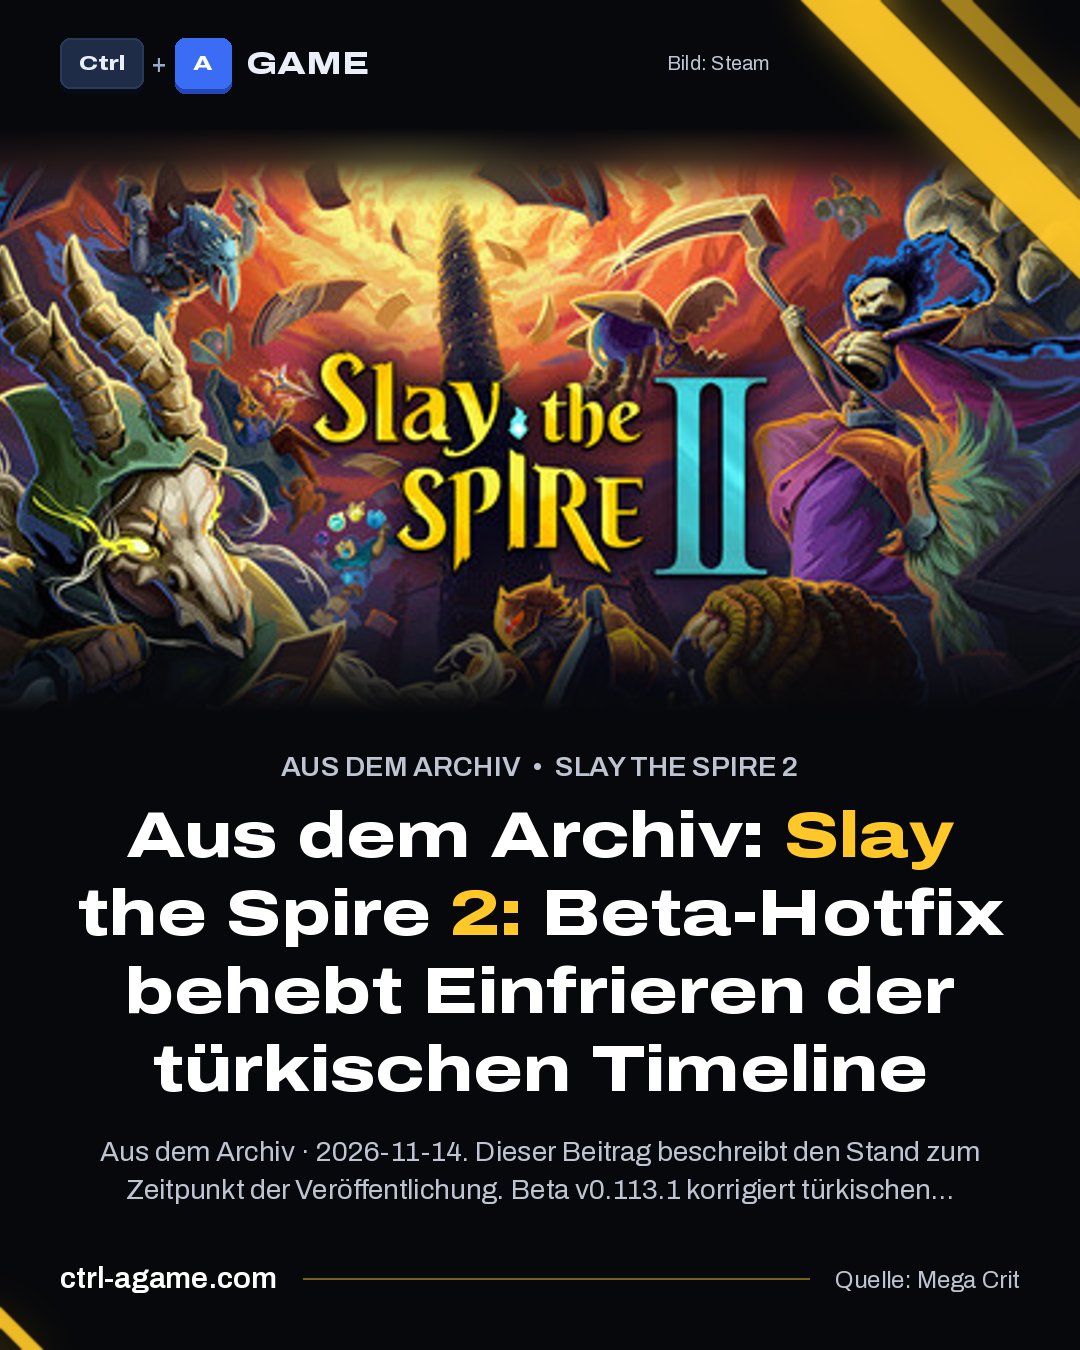 Ctrl + A GAME
Bild: Steam
Slay the
SPIRE II
AUS DEM ARCHIV • SLAY THE SPIRE 2
Aus dem Archiv: Slay
the Spire 2: Beta-Hotfix
behebt Einfrieren der
türkischen Timeline
Aus dem Archiv · 2026-11-14. Dieser Beitrag beschreibt den Stand zum
Zeitpunkt der Veröffentlichung. Beta v0.113.1 korrigiert türkischen...
ctrl-agame.com
Quelle: Mega Crit